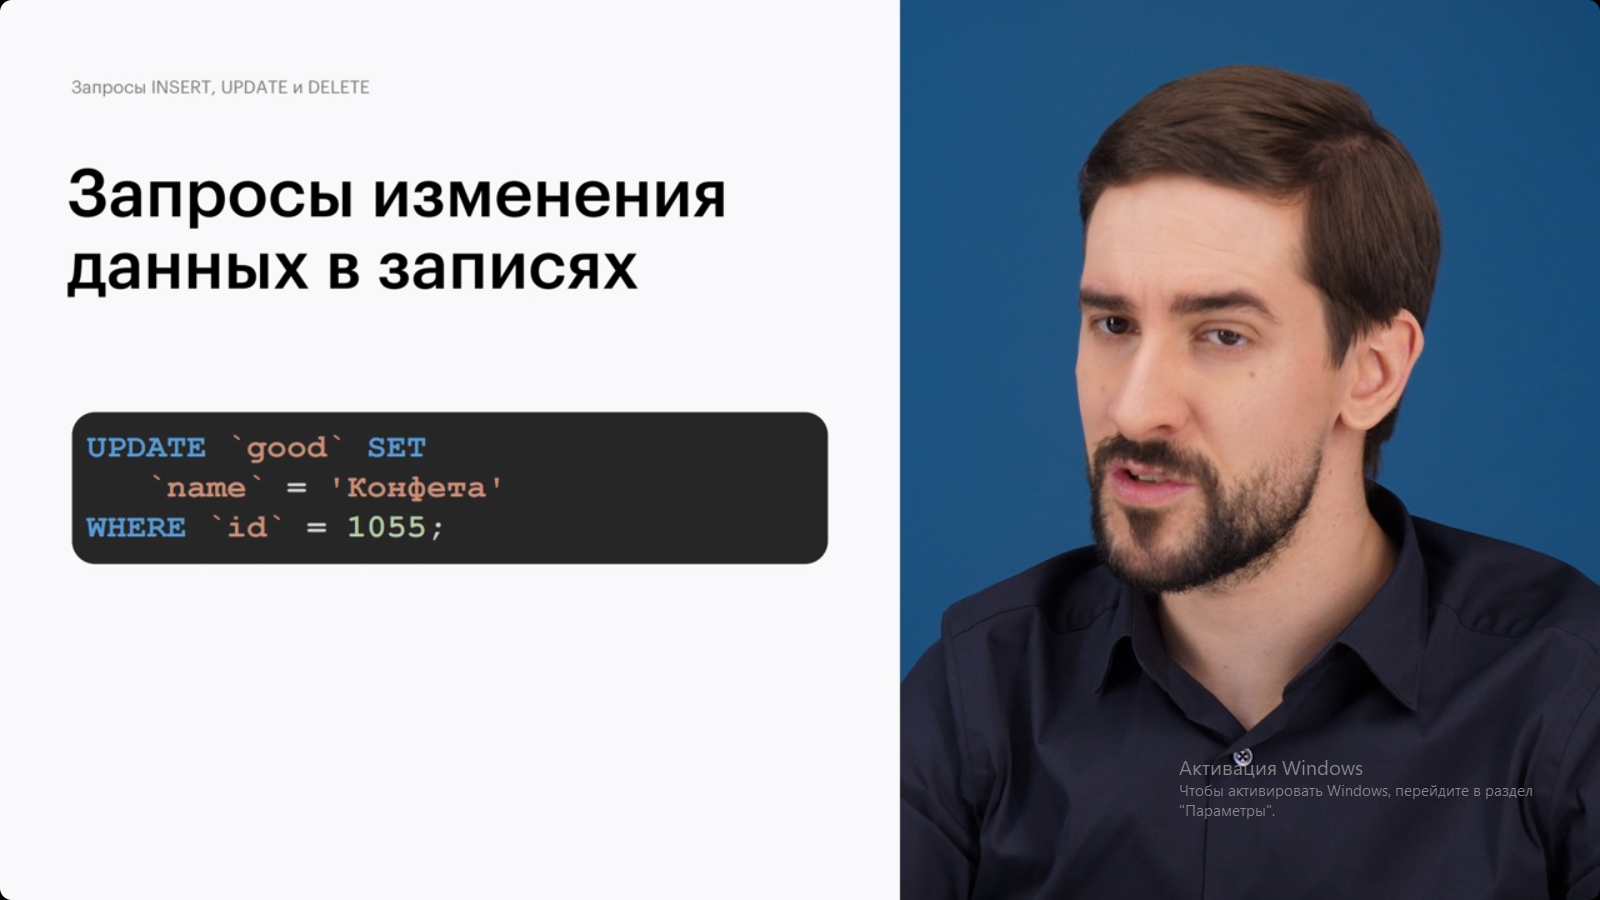 Запросы INSERT, UPDATE и DELETE
Запросы изменения
данных в записях
UPDATE `good` SET
`name` = 'Конфета'
WHERE `id` = 1055;
Активация Windows
Чтобы активировать Windows, перейдите в раздел
"Параметры".